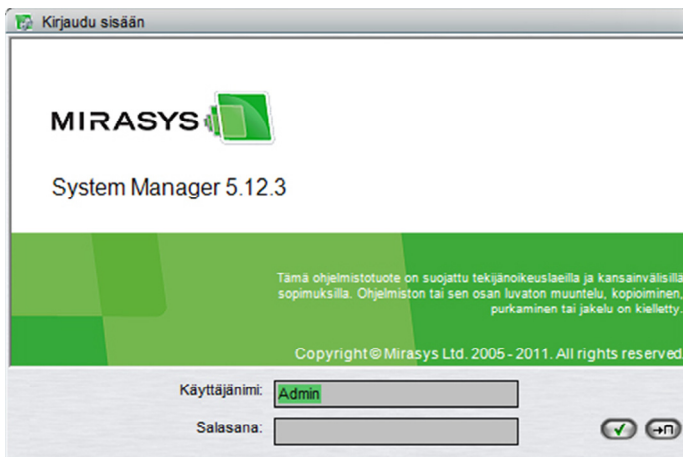 Kirjaudu sisään
MIRASYS
System Manager 5.12.3
Tämä ohjelmistotuote on suojattu tekijänoikeuslaeilla ja kansainvälisillä
sopimuksilla. Ohjelmiston tai sen osan luvaton muuntelu, kopioiminen,
purkaminen tai jakelu on kielletty.
Copyright © Mirasys Ltd. 2005 - 2011. All rights reserved.
Käyttäjänimi: Admin
Salasana: